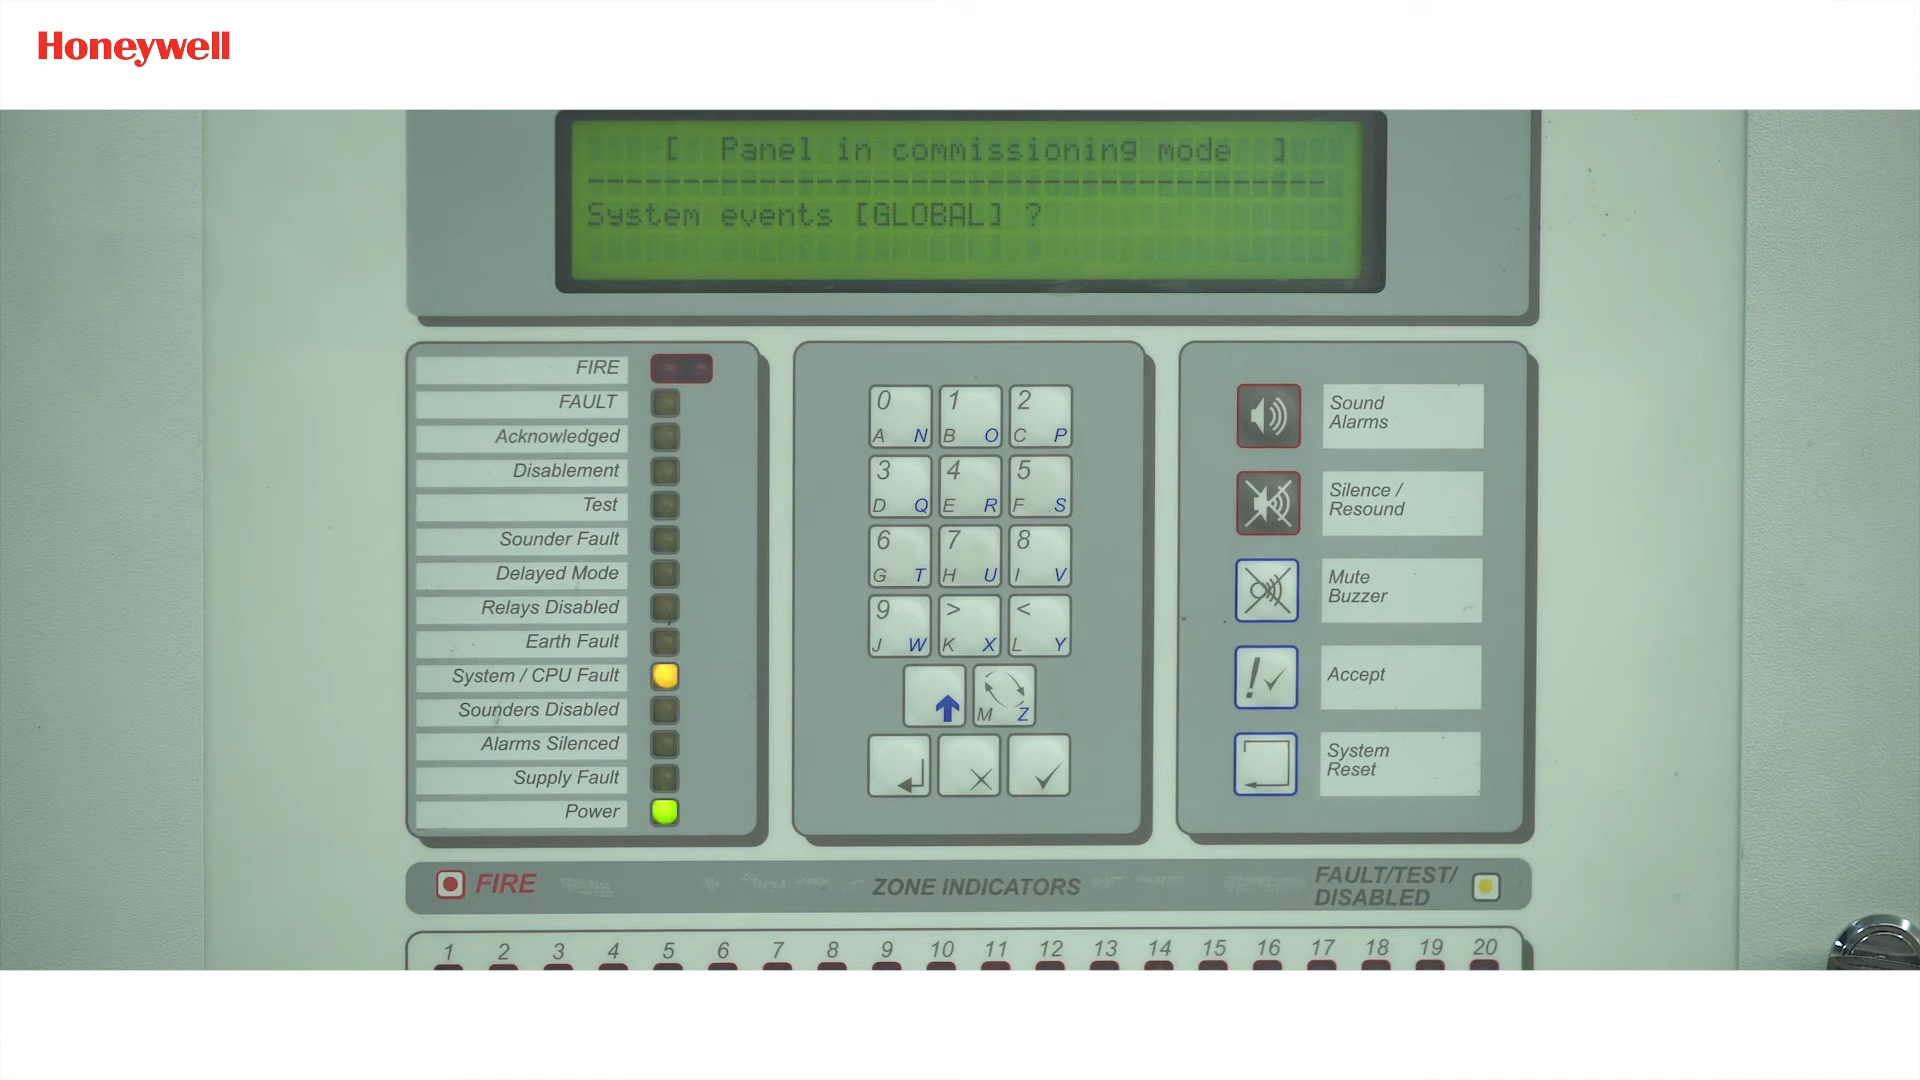 Honeywell
[ Panel in commissioning mode ]
System events [GLOBAL] ?
FIRE
FAULT
Acknowledged
Disablement
Test
Sounder Fault
Delayed Mode
Relays Disabled
Earth Fault
System / CPU Fault
Sounders Disabled
Alarms Silenced
Supply Fault
Power
0 1 2
A N B O C P
3 4 5
D Q E R F S
6 7 8
G T H U I V
9 > <
J W K X L Y
M Z
Sound
Alarms
Silence /
Resound
Mute
Buzzer
Accept
System
Reset
FIRE
ZONE INDICATORS
FAULT/TEST/
DISABLED
1 2 3 4 5 6 7 8 9 10 11 12 13 14 15 16 17 18 19 20